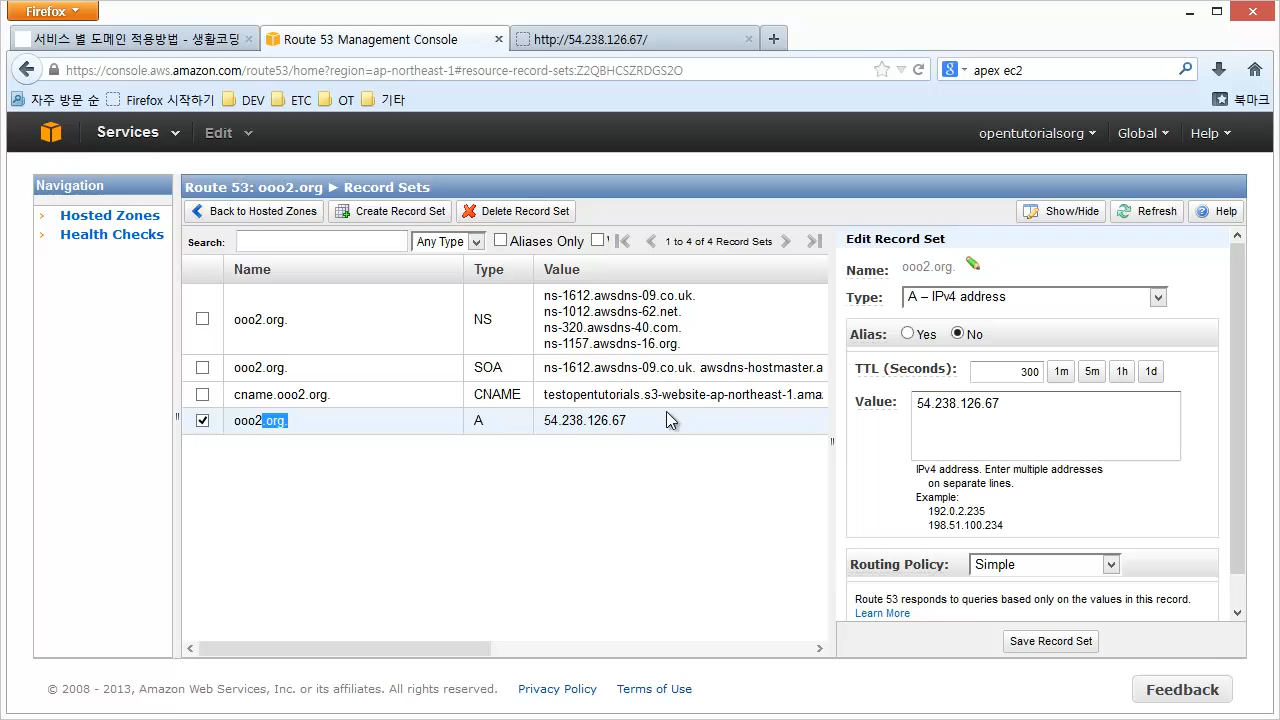 Firefox
서비스 별 도메인 적용방법 - 생활코딩
Route 53 Management Console
http://54.238.126.67/
https://console.aws.amazon.com/route53/home?region=ap-northeast-1#resource-record-sets:Z2QBHCSZRDGS2O
apex ec2
자주 방문 순
Firefox 시작하기
DEV
ETC
OT
기타
북마크
Services
Edit
opentutorialsorg
Global
Help
Navigation
Hosted Zones
Health Checks
Route 53: ooo2.org ► Record Sets
Back to Hosted Zones
Create Record Set
Delete Record Set
Show/Hide
Refresh
Help
Search:
Any Type
Aliases Only
1 to 4 of 4 Record Sets
Name Type Value
ooo2.org. NS
ns-1612.awsdns-09.co.uk.
ns-1012.awsdns-62.net.
ns-320.awsdns-40.com.
ns-1157.awsdns-16.org.
ooo2.org. SOA ns-1612.awsdns-09.co.uk. awsdns-hostmaster.a
cname.ooo2.org. CNAME testopentutorials.s3-website-ap-northeast-1.ama
ooo2.org. A 54.238.126.67
Edit Record Set
Name: ooo2.org.
Type: A – IPv4 address
Alias: Yes No
TTL (Seconds): 300 1m 5m 1h 1d
Value: 54.238.126.67
IPv4 address. Enter multiple addresses
on separate lines.
Example:
192.0.2.235
198.51.100.234
Routing Policy: Simple
Route 53 responds to queries based only on the values in this record.
Learn More
Save Record Set
© 2008 - 2013, Amazon Web Services, Inc. or its affiliates. All rights reserved.
Privacy Policy
Terms of Use
Feedback